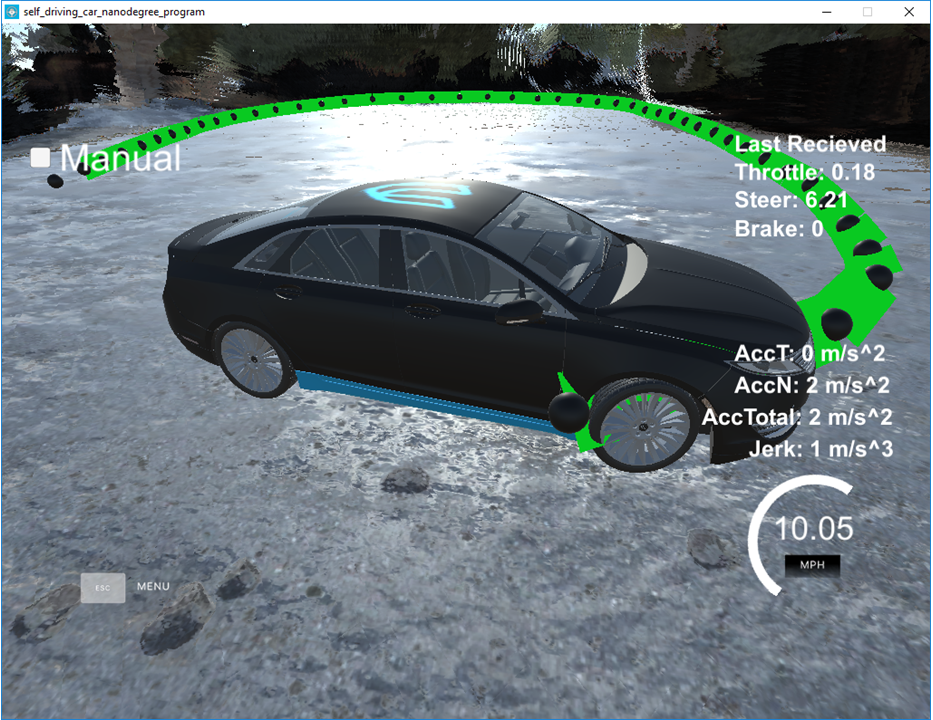 self_driving_car_nanodegree_program
Manual
Last Recieved
Throttle: 0.18
Steer: 6.21
Brake: 0
AccT: 0 m/s^2
AccN: 2 m/s^2
AccTotal: 2 m/s^2
Jerk: 1 m/s^3
10.05
MPH
ESC
MENU